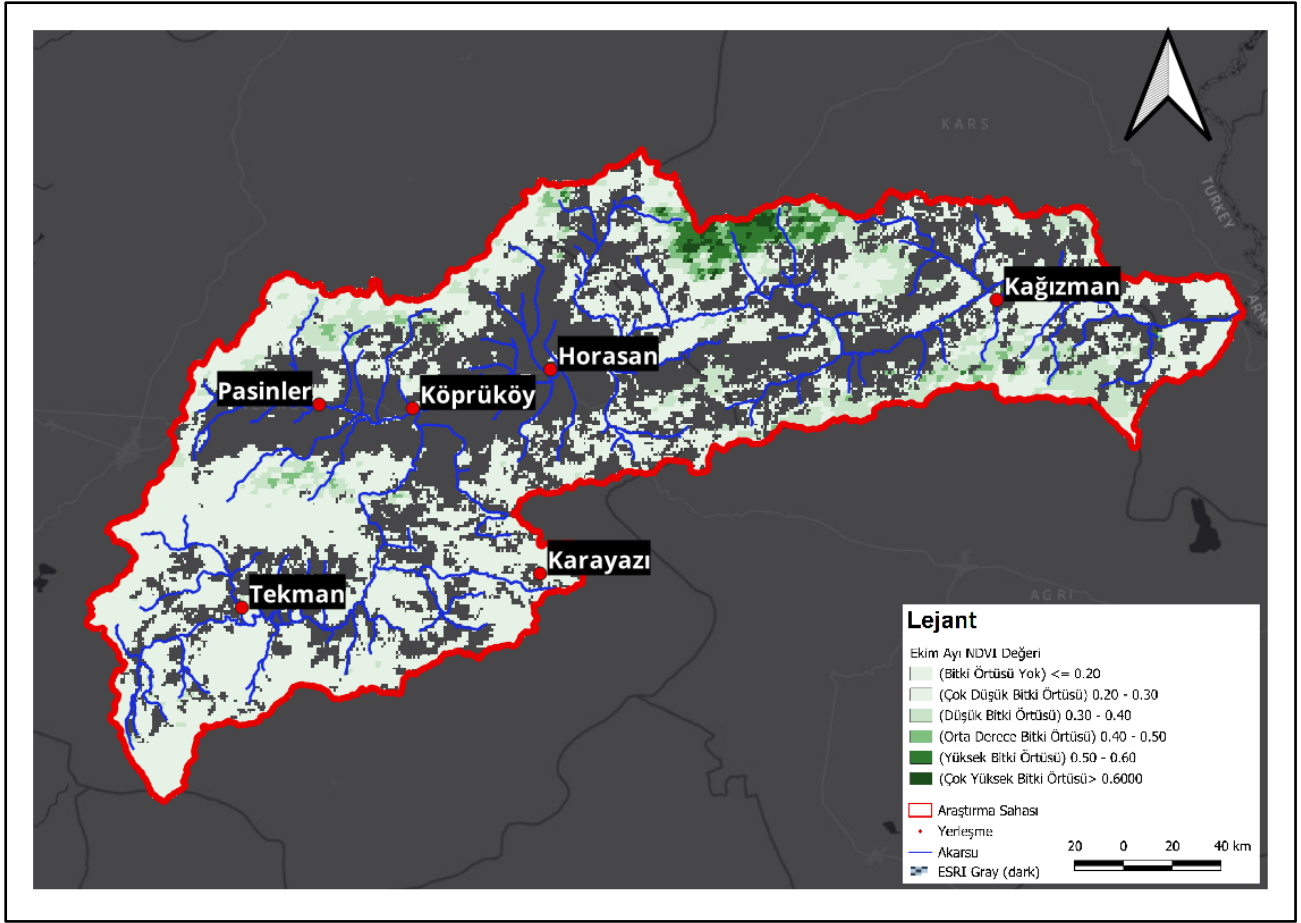 KARS
TURKEY
ARM
Kağızman
Horasan
Pasinler
Köprüköy
Karayazı
Tekman
AGRI
Lejant
Ekim Ayı NDVI Değeri
(Bitki Örtüsü Yok) <= 0.20
(Çok Düşük Bitki Örtüsü) 0.20 - 0.30
(Düşük Bitki Örtüsü) 0.30 - 0.40
(Orta Derece Bitki Örtüsü) 0.40 - 0.50
(Yüksek Bitki Örtüsü) 0.50 - 0.60
(Çok Yüksek Bitki Örtüsü> 0.6000
Araştırma Sahası
Yerleşme
Akarsu
ESRI Gray (dark)
20 0 20 40 km